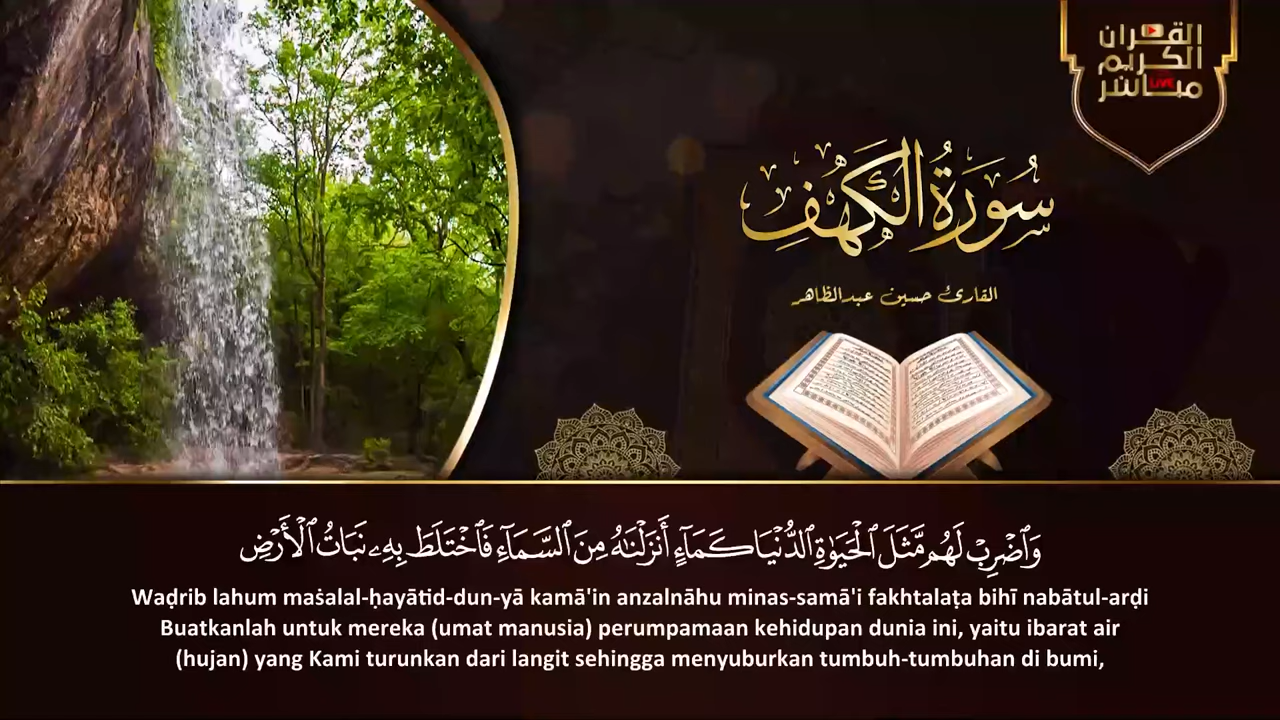 القرآن
الكريم
مباشر
LIVE
سُورَةُ الكَهْفِ
القارئ حسين عبدالظاهر
وَٱضْرِبْ لَهُم مَّثَلَ ٱلْحَيَوٰةِ ٱلدُّنْيَا كَمَآءٍ أَنزَلْنَٰهُ مِنَ ٱلسَّمَآءِ فَٱخْتَلَطَ بِهِۦ نَبَاتُ ٱلْأَرْضِ
Waḍrib lahum maṡalal-ḥayātid-dun-yā kamā'in anzalnāhu minas-samā'i fakhtalaṭa bihī nabātul-arḍi
Buatkanlah untuk mereka (umat manusia) perumpamaan kehidupan dunia ini, yaitu ibarat air
(hujan) yang Kami turunkan dari langit sehingga menyuburkan tumbuh-tumbuhan di bumi,